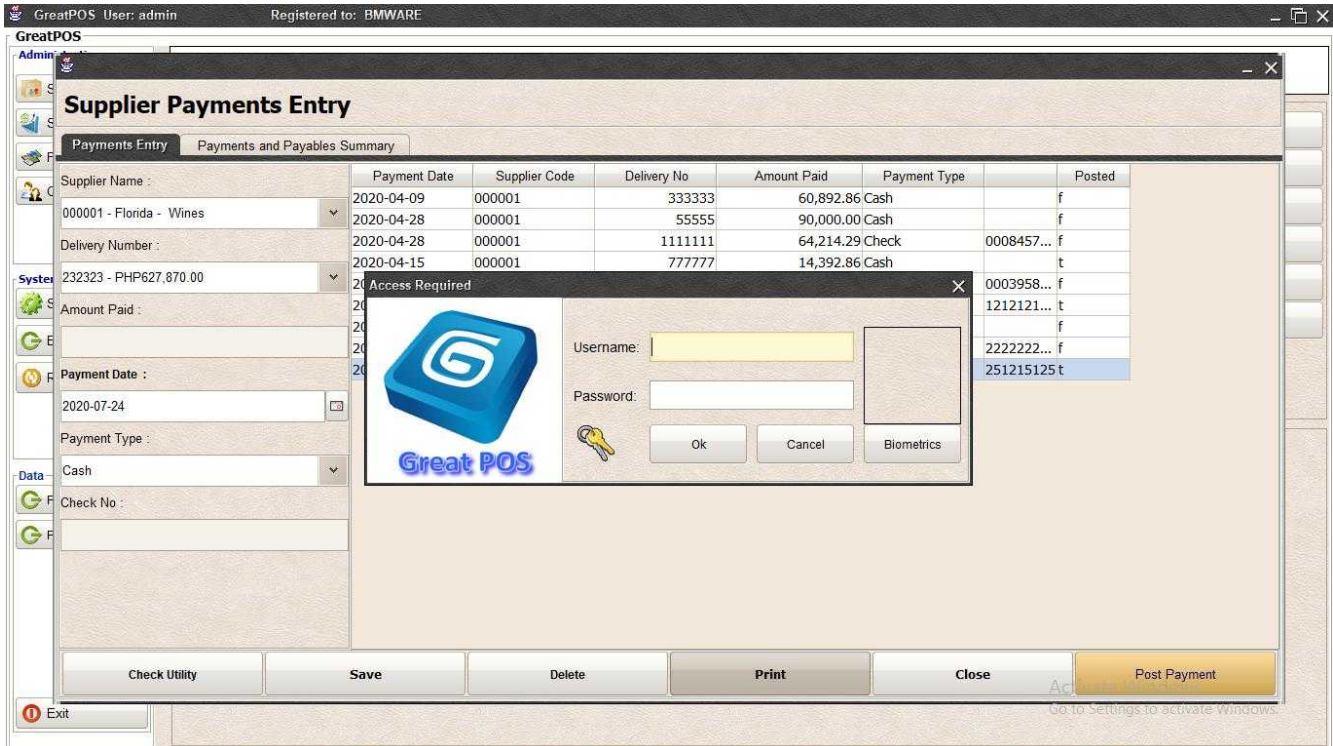 GreatPOS User: admin Registered to: BMWARE
GreatPOS
Supplier Payments Entry
Payments Entry Payments and Payables Summary
Supplier Name :
000001 - Florida - Wines
Delivery Number :
232323 - PHP627,870.00
Amount Paid :
Payment Date :
2020-07-24
Payment Type :
Cash
Check No :
Payment Date Supplier Code Delivery No Amount Paid Payment Type Posted
2020-04-09 000001 333333 60,892.86 Cash f
2020-04-28 000001 55555 90,000.00 Cash f
2020-04-28 000001 1111111 64,214.29 Check 0008457... f
2020-04-15 000001 777777 14,392.86 Cash t
0003958... f
1212121... t
f
2222222... f
251215125 t
Access Required
Username:
Password:
Ok Cancel Biometrics
Great POS
Data
Check Utility Save Delete Print Close Post Payment
Exit
Go to Settings to activate Windows.